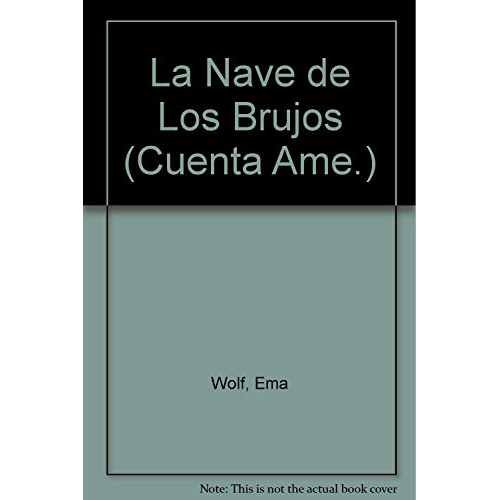 La Nave de
Los Brujos
(Cuenta Ame.)
Wolf, Ema
Note: This is not the actual book cover